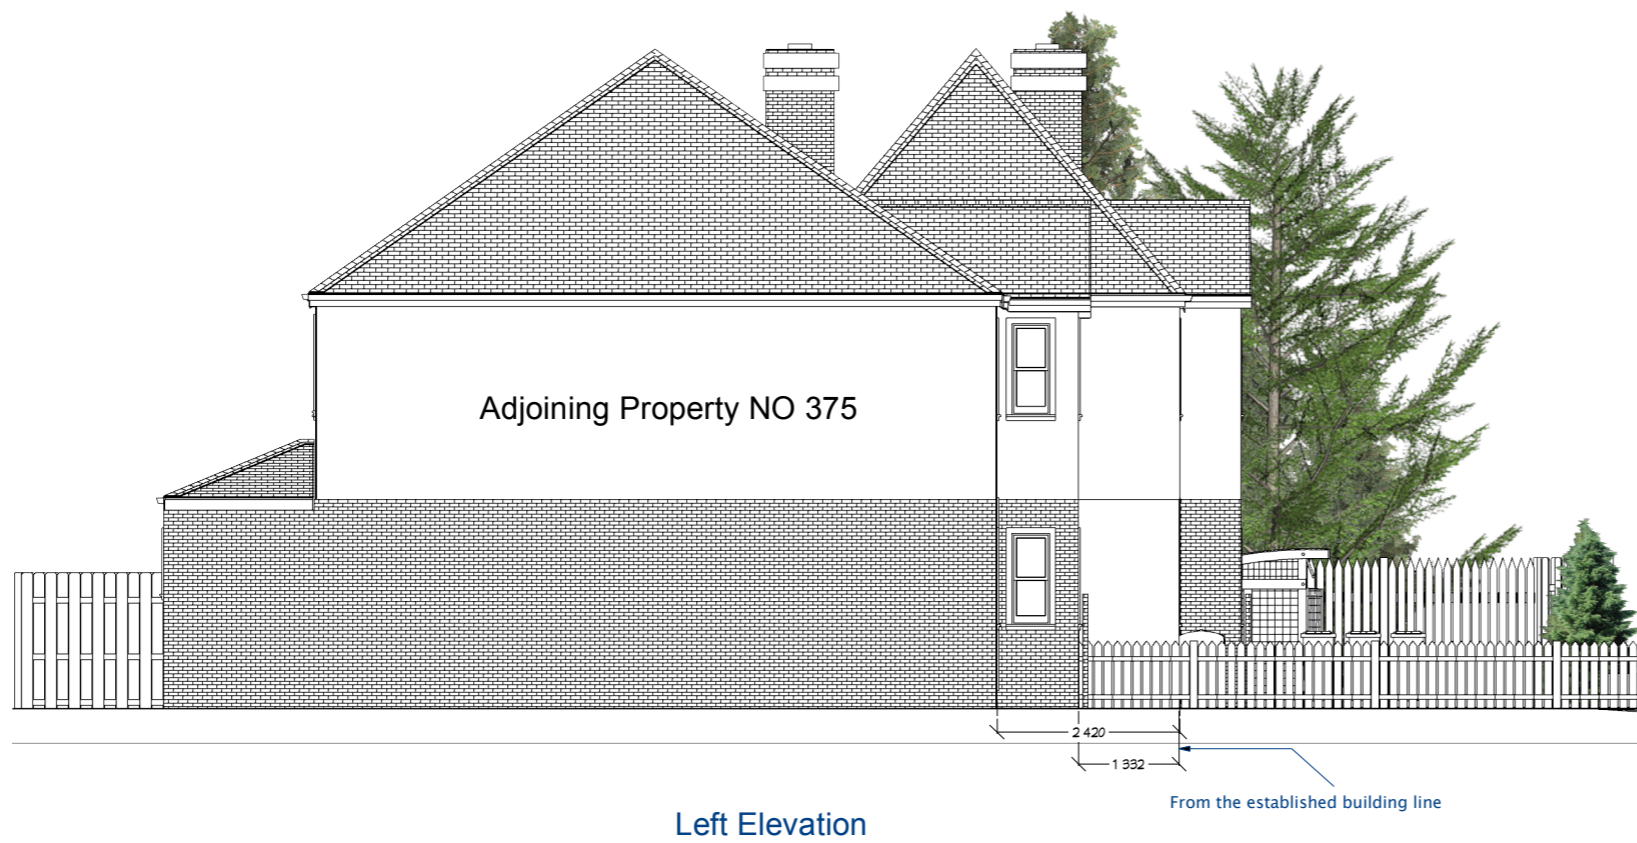 Adjoining Property NO 375
2 420
1 332
From the established building line
Left Elevation